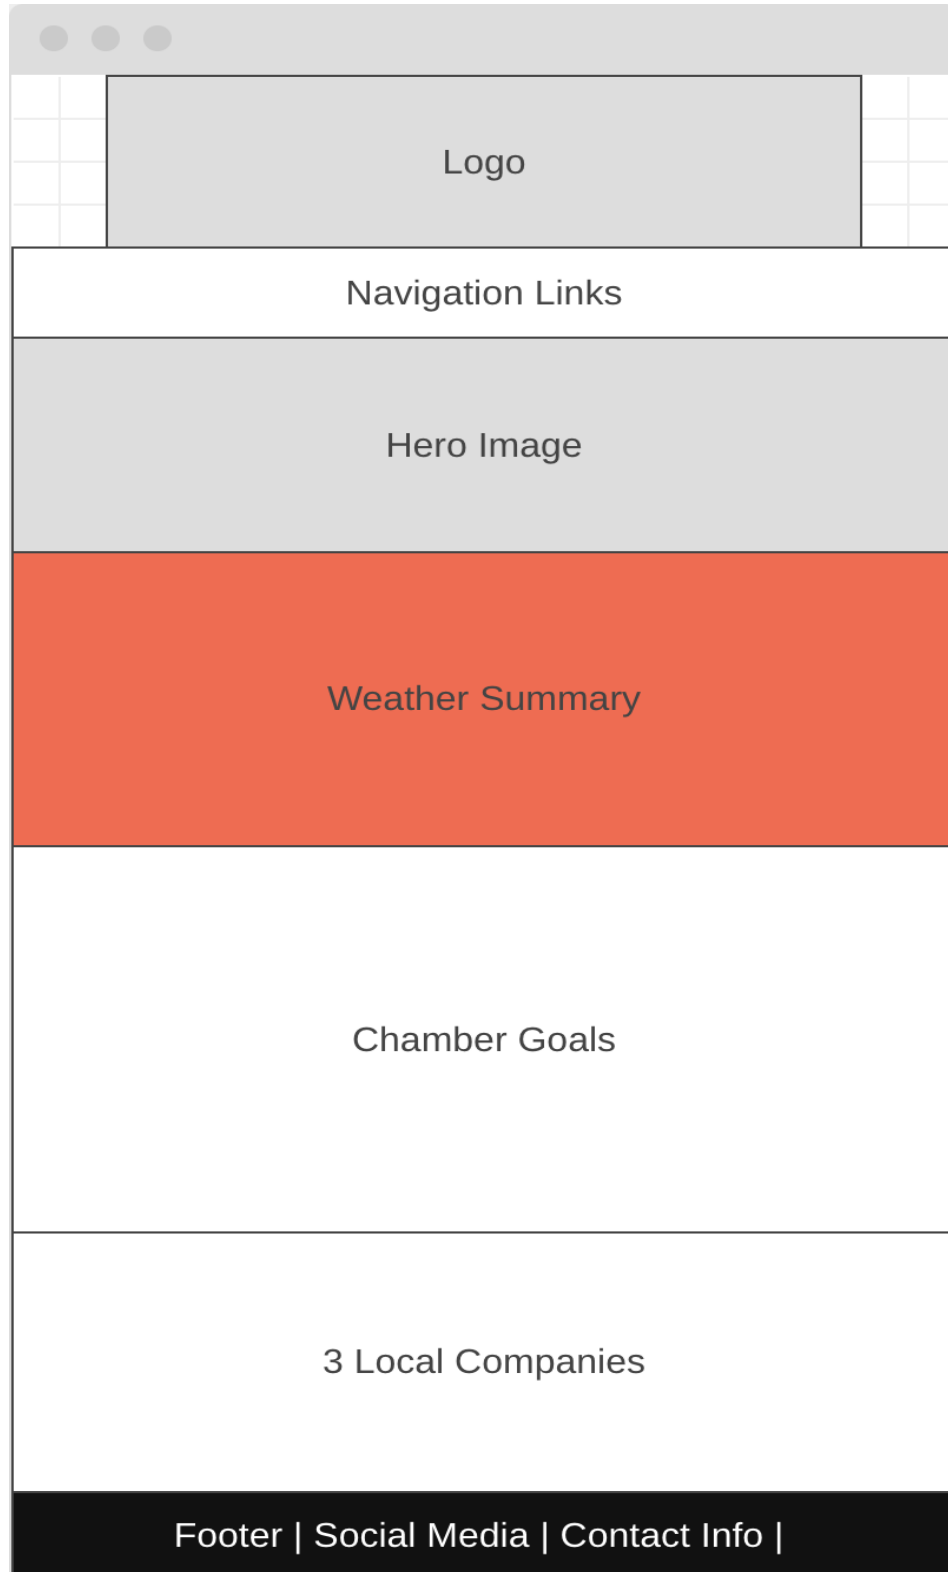 Logo
Navigation Links
Hero Image
Weather Summary
Chamber Goals
3 Local Companies
Footer | Social Media | Contact Info |